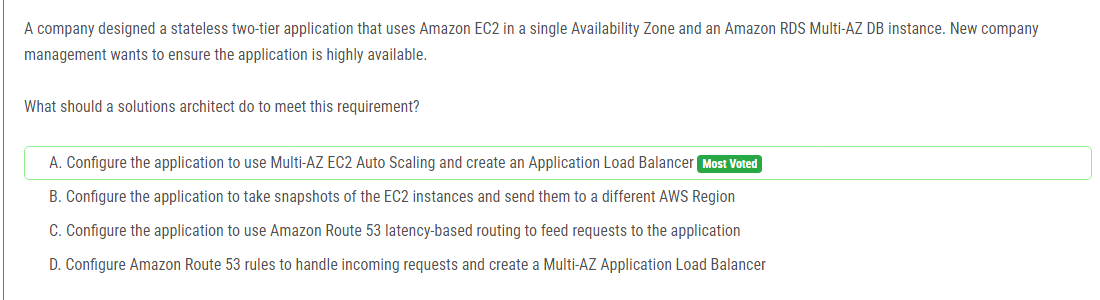 A company designed a stateless two-tier application that uses Amazon EC2 in a single Availability Zone and an Amazon RDS Multi-AZ DB instance. New company
management wants to ensure the application is highly available.
What should a solutions architect do to meet this requirement?
A. Configure the application to use Multi-AZ EC2 Auto Scaling and create an Application Load Balancer Most Voted
B. Configure the application to take snapshots of the EC2 instances and send them to a different AWS Region
C. Configure the application to use Amazon Route 53 latency-based routing to feed requests to the application
D. Configure Amazon Route 53 rules to handle incoming requests and create a Multi-AZ Application Load Balancer